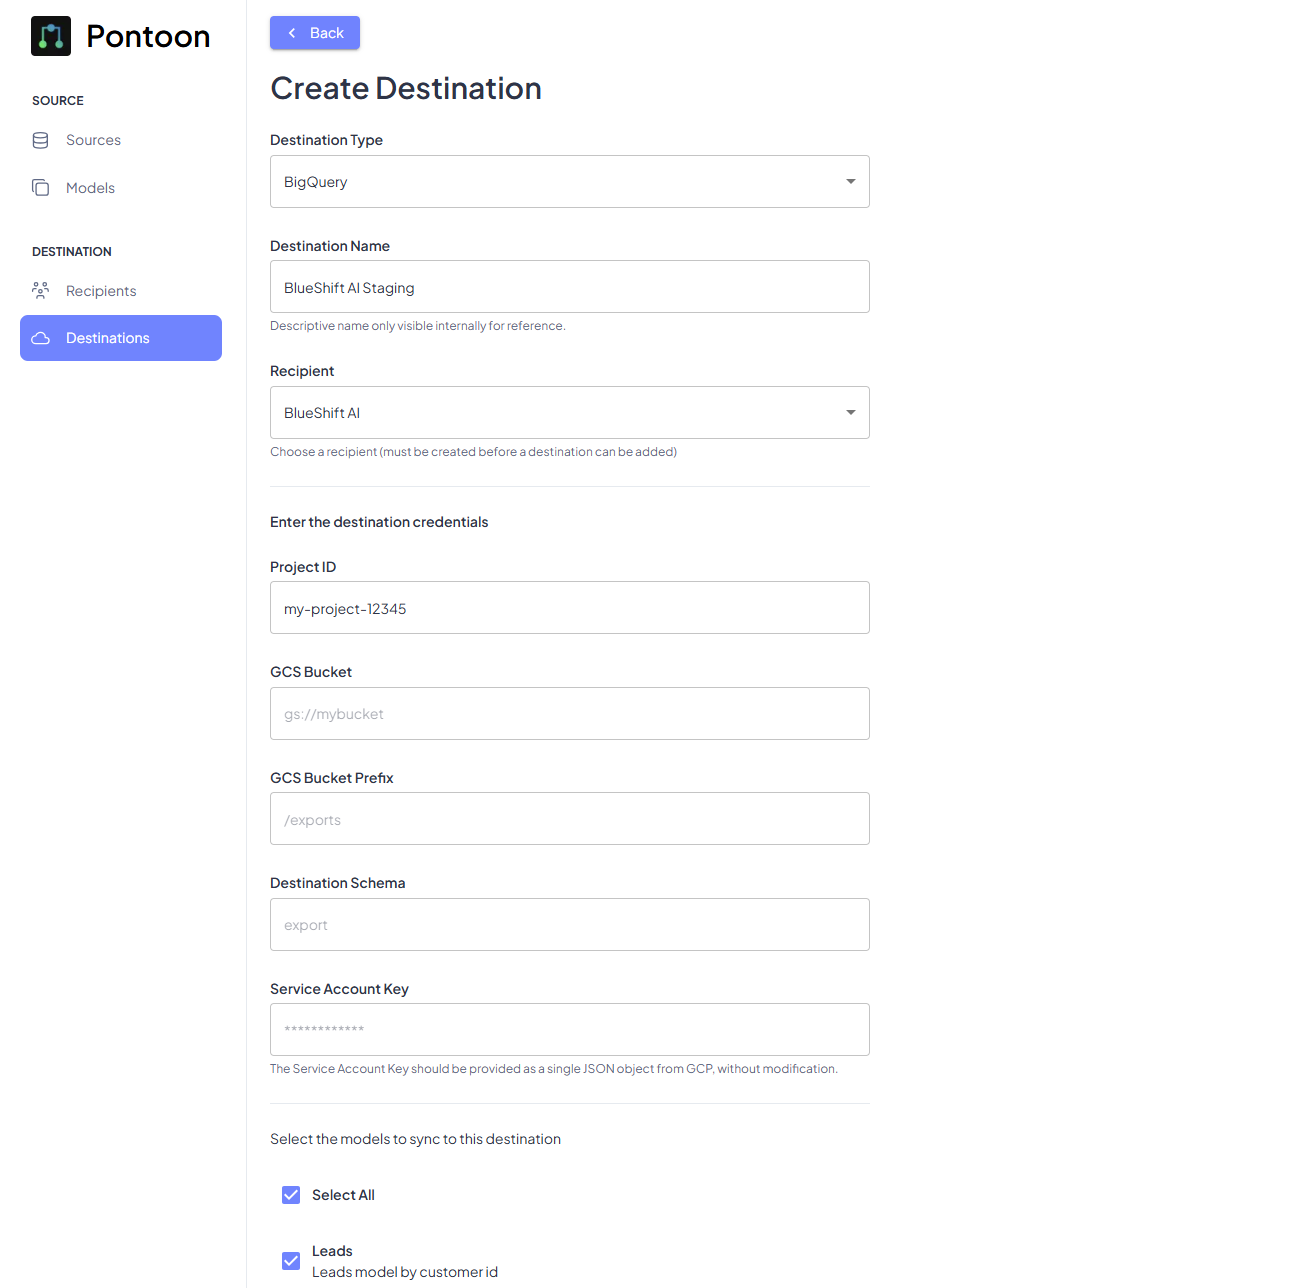 Pontoon
SOURCE
Sources
Models
DESTINATION
Recipients
Destinations
Back
Create Destination
Destination Type
BigQuery
Destination Name
BlueShift AI Staging
Descriptive name only visible internally for reference.
Recipient
BlueShift AI
Choose a recipient (must be created before a destination can be added)
Enter the destination credentials
Project ID
my-project-12345
GCS Bucket
gs://mybucket
GCS Bucket Prefix
/exports
Destination Schema
export
Service Account Key
************
The Service Account Key should be provided as a single JSON object from GCP, without modification.
Select the models to sync to this destination
Select All
Leads
Leads model by customer id